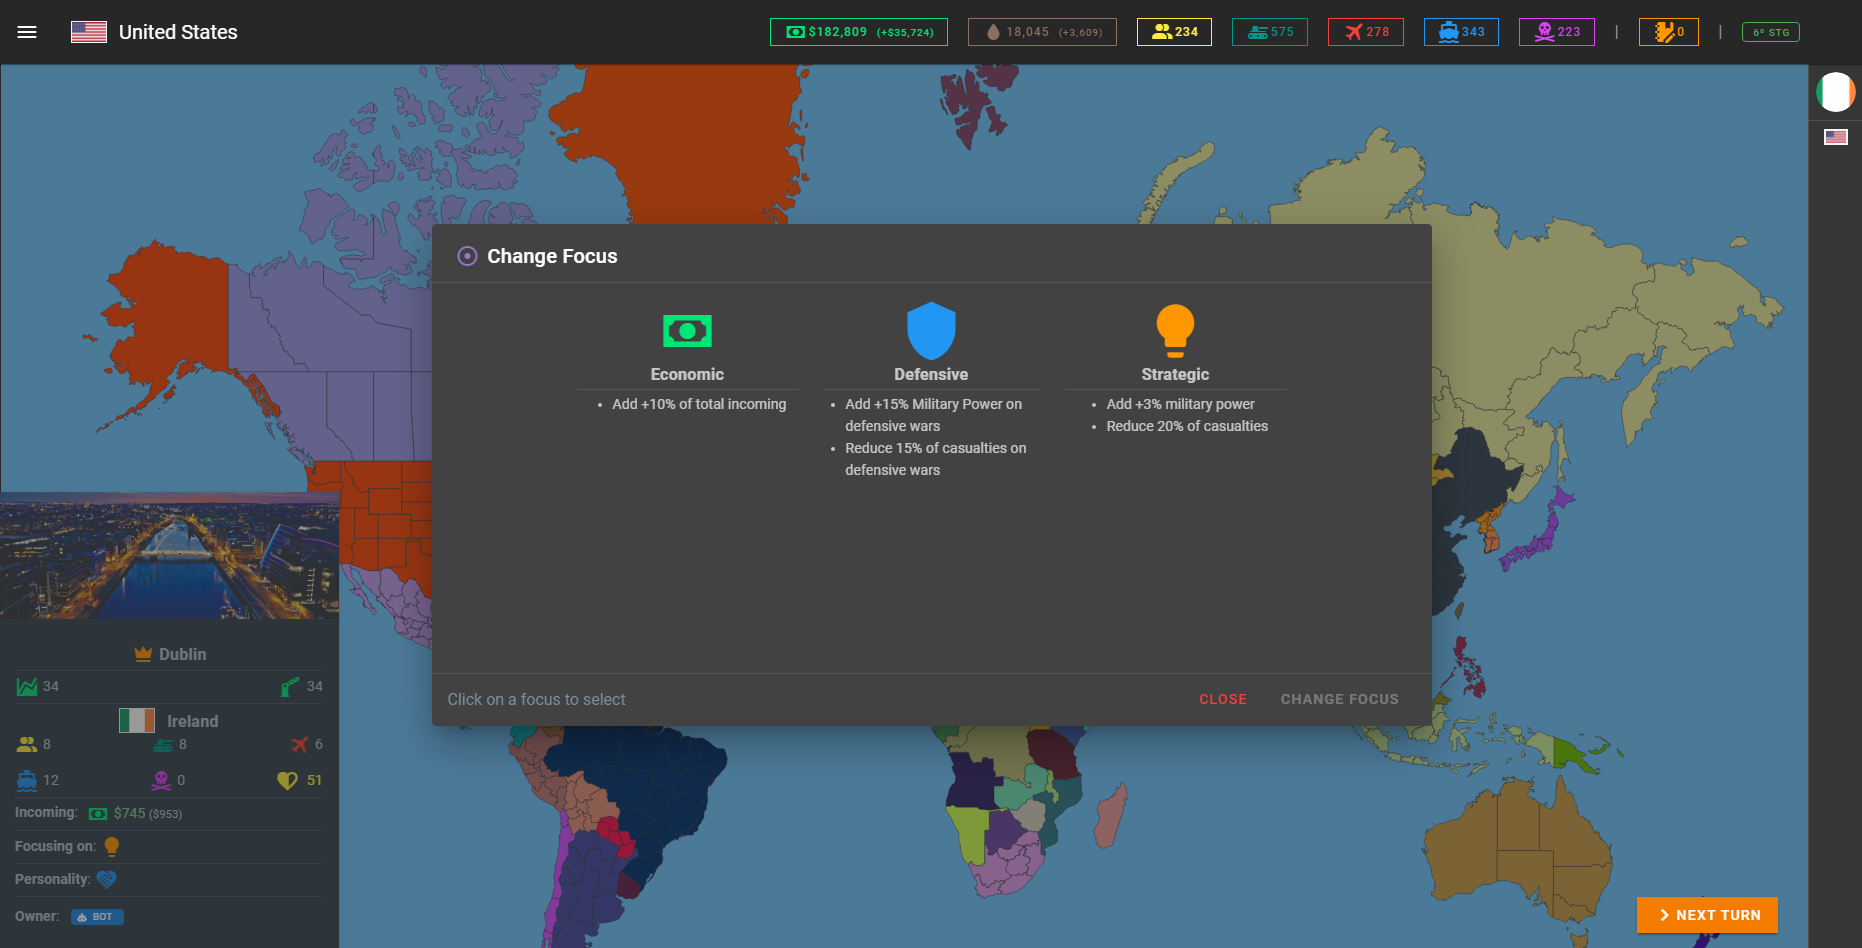 United States
$182,809 (+$35,724)
18,045 (+3,609)
234
575
278
343
223
|
0
|
6º STG
Change Focus
Economic
Add +10% of total incoming
Defensive
Add +15% Military Power on
defensive wars
Reduce 15% of casualties on
defensive wars
Strategic
Add +3% military power
Reduce 20% of casualties
Click on a focus to select
CLOSE
CHANGE FOCUS
Dublin
34
34
Ireland
8
8
6
12
0
51
Incoming: $745 ($953)
Focusing on:
Personality:
Owner: BOT
NEXT TURN